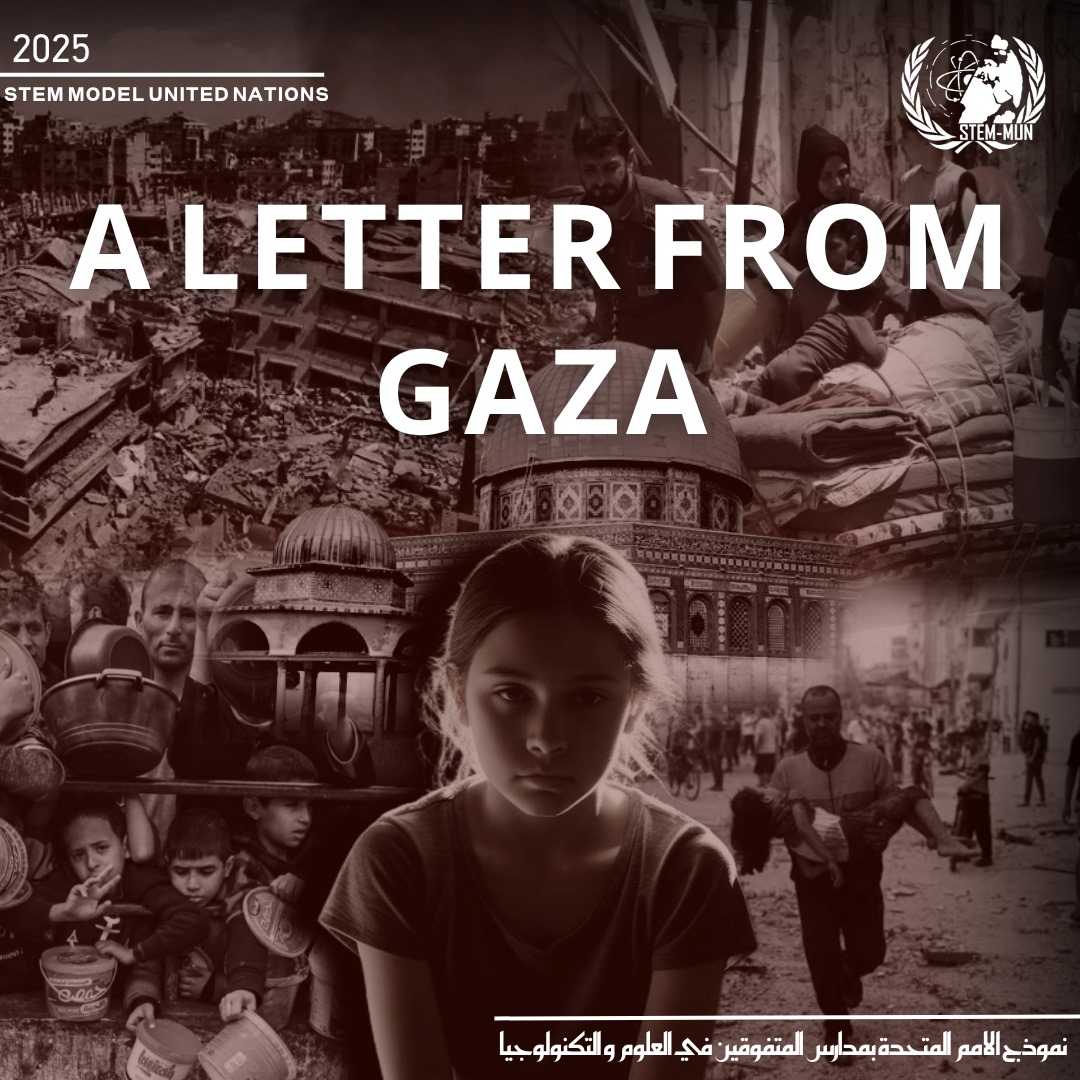 2025
STEM MODEL UNITED NATIONS
STEM-MUN
A LETTER FROM
GAZA
نموذج الامم المتحدة بمدارس المتفوقين في العلوم والتكنولوجيا